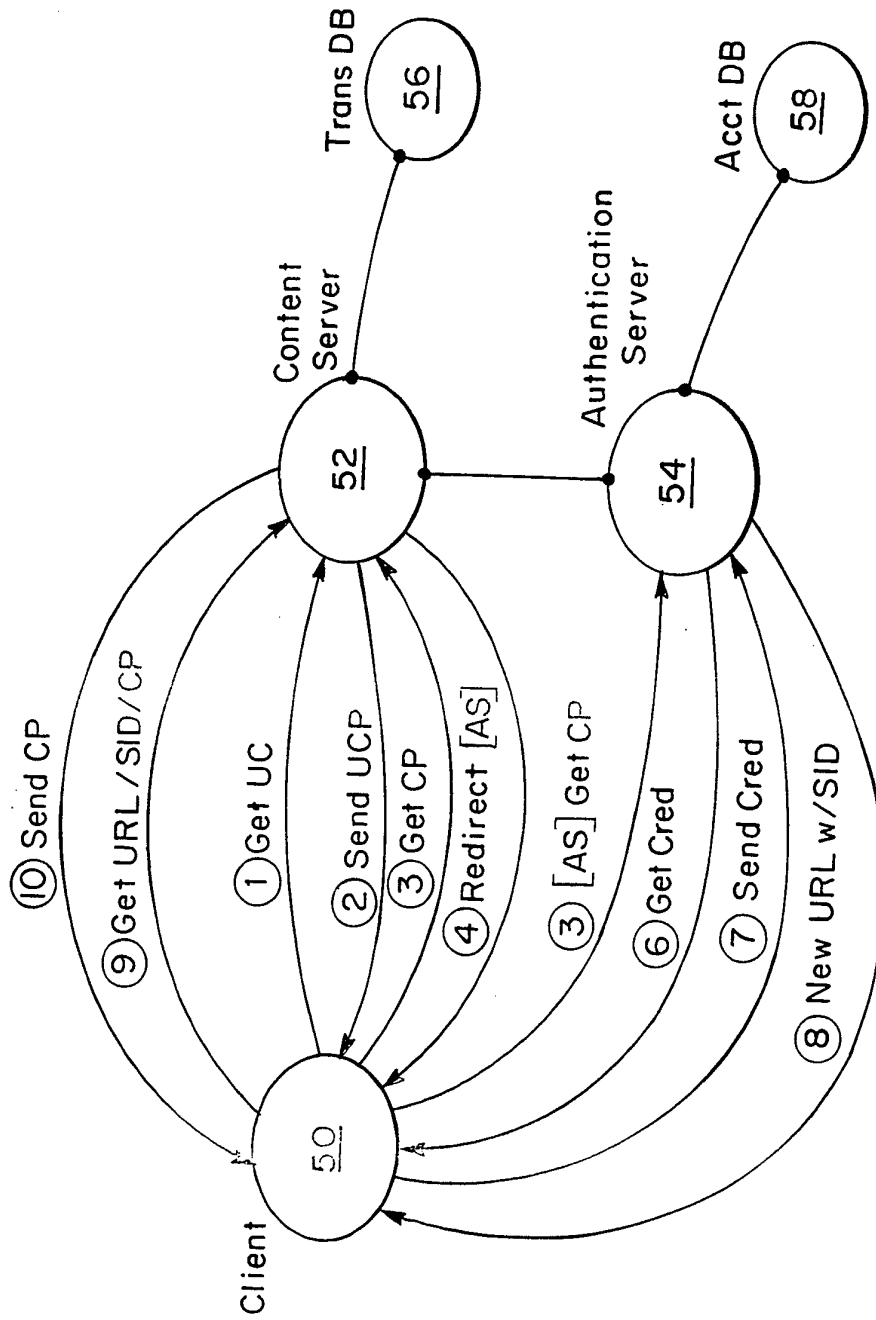 ⑩ Send CP
⑨ Get URL/SID/CP
① Get UC
② Send UCP
③ Get CP
④ Redirect [AS]
③ [AS] Get CP
⑥ Get Cred
⑦ Send Cred
⑧ New URL w/SID
Client
50
Content
Server
52
Trans DB
56
Authentication
Server
54
Acct DB
58